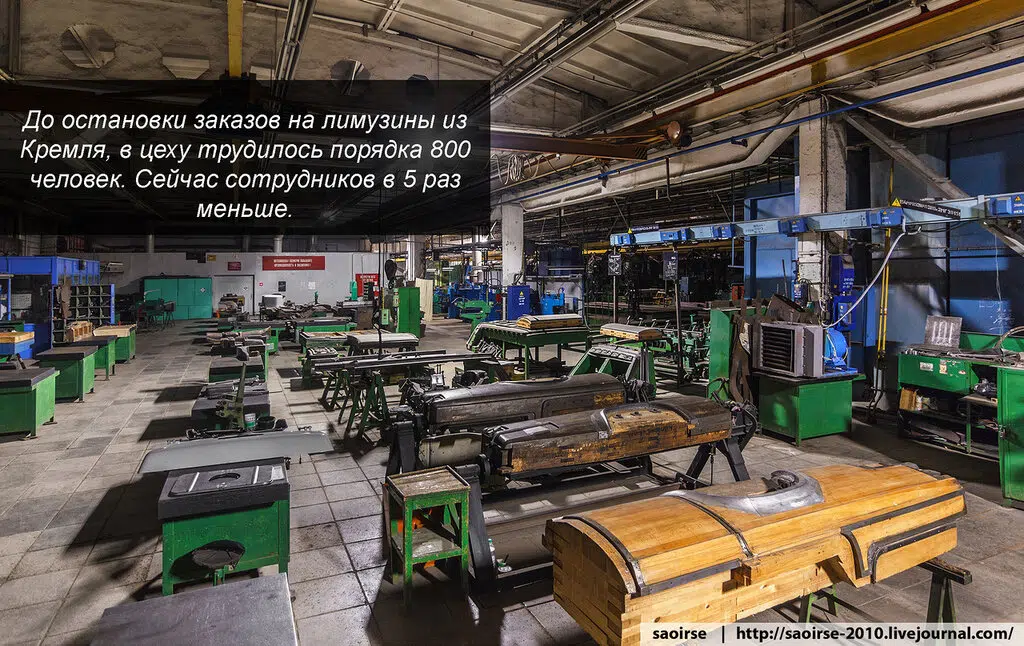 До остановки заказов на лимузины из
Кремля, в цеху трудилось порядка 800
человек. Сейчас сотрудников в 5 раз
меньше.
saoirse | http://saoirse-2010.livejournal.com/